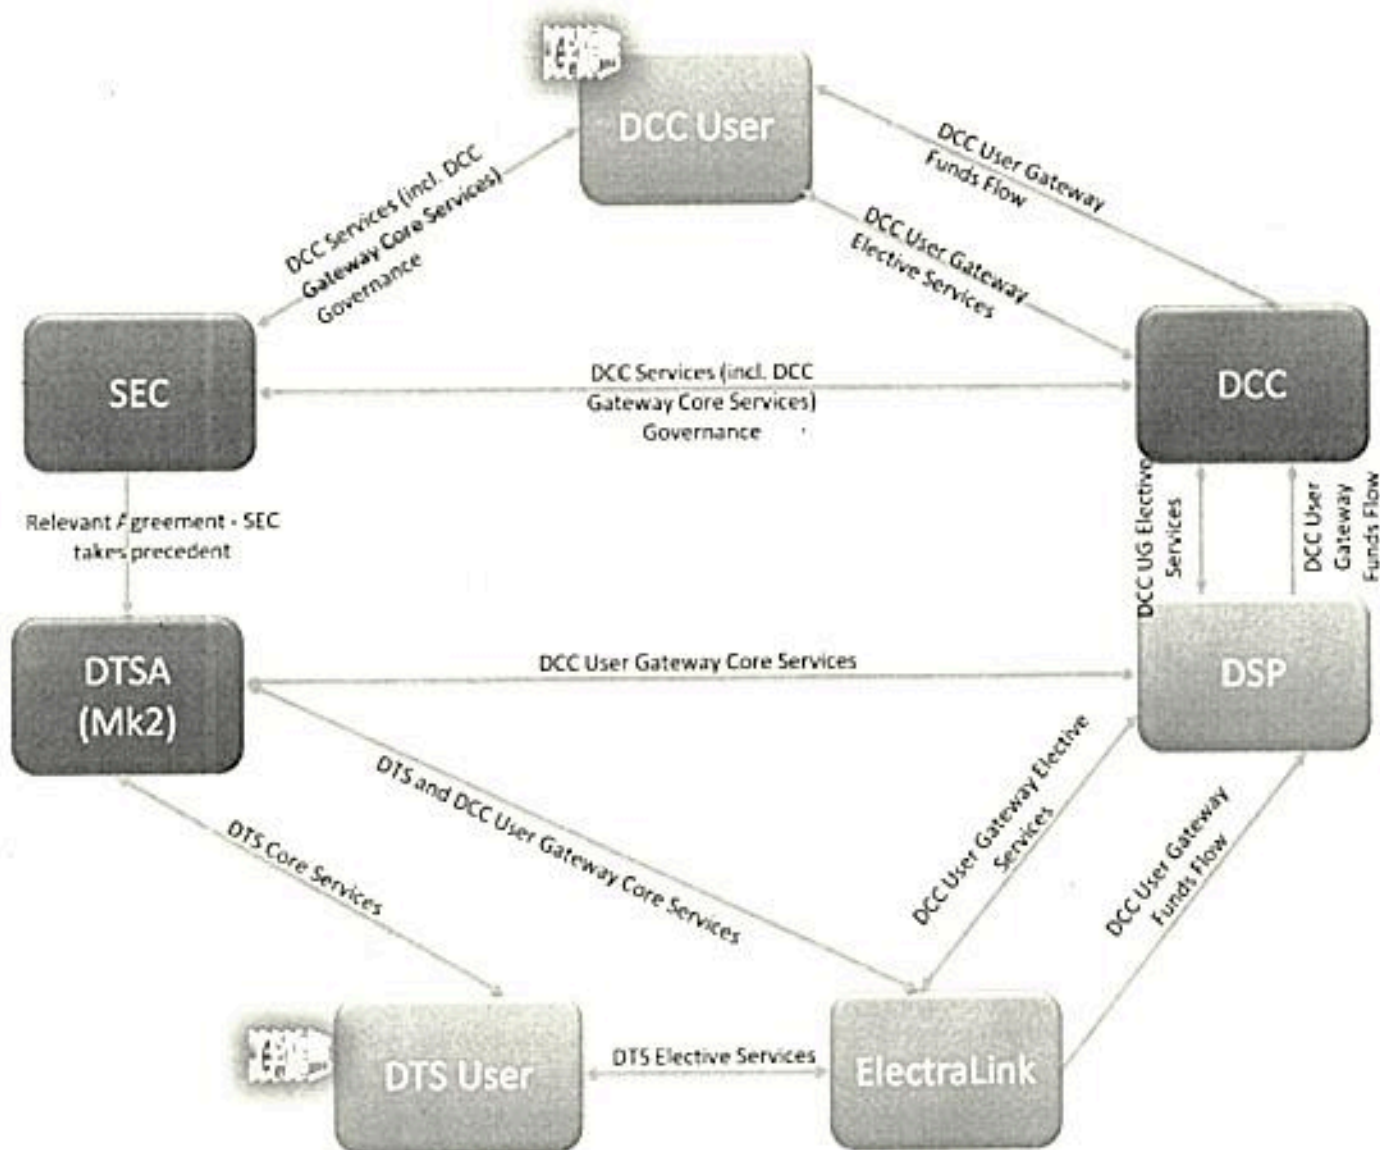 DCC User
DCC User Gateway
Funds Flow
DCC Services (incl. DCC
Gateway Core Services)
Governance
DCC User Gateway
Elective Services
SEC
DCC Services (incl. DCC
Gateway Core Services)
Governance
DCC
Relevant Agreement - SEC
takes precedent
DCC UG Elective
Services
DCC User
Gateway
Funds Flow
DTSA
(Mk2)
DCC User Gateway Core Services
DSP
DTS and DCC User Gateway Core Services
DCC User Gateway Elective
Services
DCC User Gateway
Funds Flow
DTS Core Services
DTS User
DTS Elective Services
ElectraLink